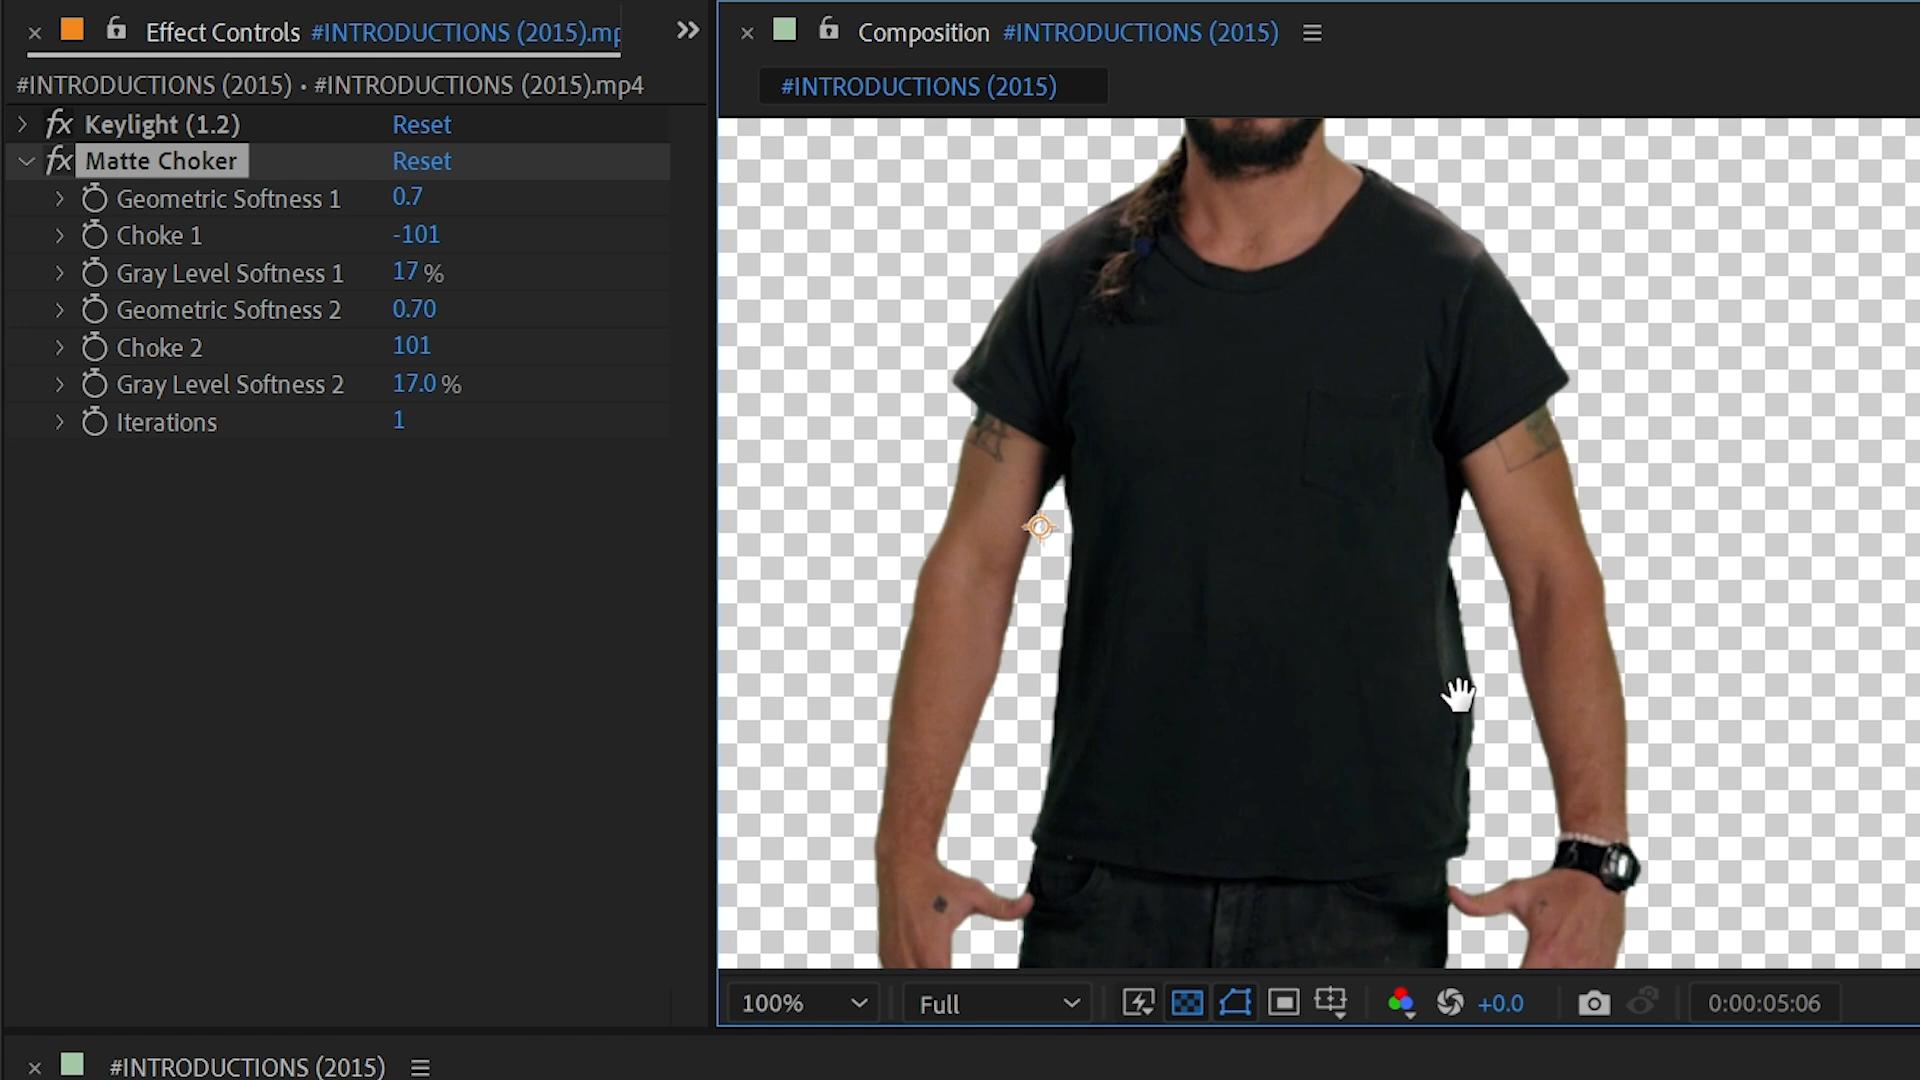 Effect Controls #INTRODUCTIONS (2015).mp
#INTRODUCTIONS (2015) • #INTRODUCTIONS (2015).mp4
fx Keylight (1.2) Reset
fx Matte Choker Reset
Geometric Softness 1 0.7
Choke 1 -101
Gray Level Softness 1 17 %
Geometric Softness 2 0.70
Choke 2 101
Gray Level Softness 2 17.0 %
Iterations 1
Composition #INTRODUCTIONS (2015)
#INTRODUCTIONS (2015)
100% Full +0.0 0:00:05:06
#INTRODUCTIONS (2015)